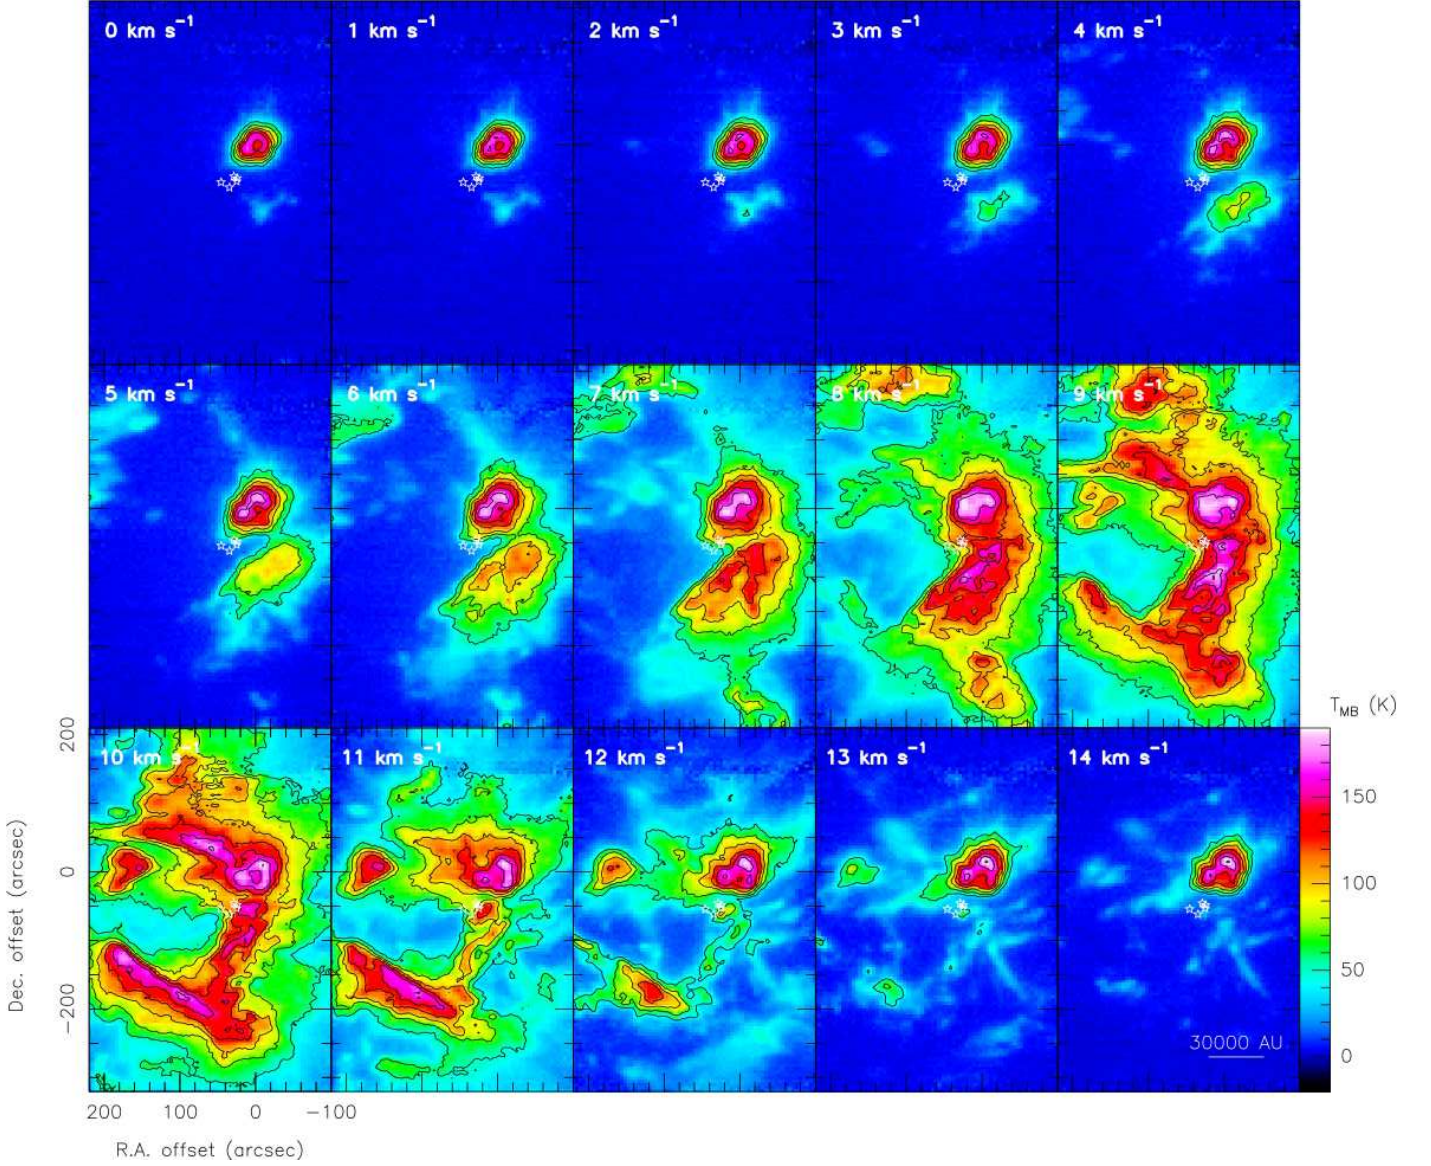 0 km s⁻¹ 1 km s⁻¹ 2 km s⁻¹ 3 km s⁻¹ 4 km s⁻¹
5 km s⁻¹ 6 km s⁻¹ 7 km s⁻¹ 8 km s⁻¹ 9 km s⁻¹
T_MB (K)
10 km s⁻¹ 11 km s⁻¹ 12 km s⁻¹ 13 km s⁻¹ 14 km s⁻¹
150
100
50
0
30000 AU
200
0
−200
Dec. offset (arcsec)
200 100 0 −100
R.A. offset (arcsec)